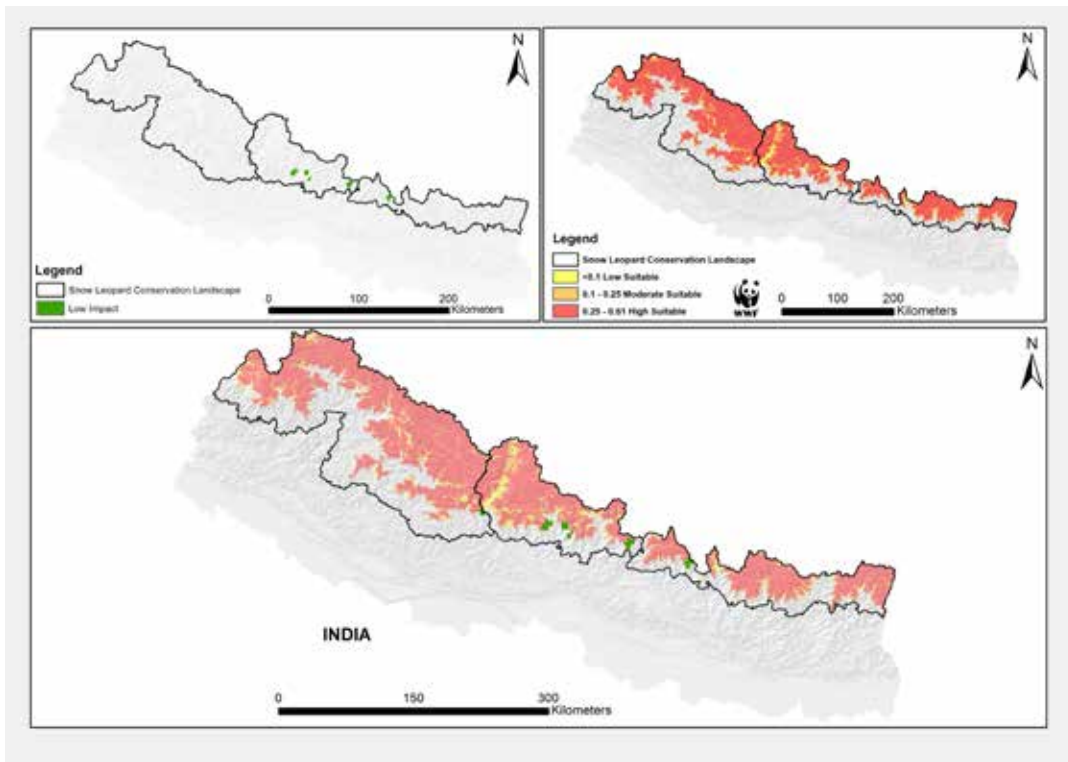 N
Legend
Snow Leopard Conservation Landscape
Low Impact
0 100 200
Kilometers
N
Legend
Snow Leopard Conservation Landscape
<0.1 Low Suitable
0.1 - 0.25 Moderate Suitable
0.25 - 0.61 High Suitable
WWF
0 100 200
Kilometers
N
INDIA
0 150 300
Kilometers